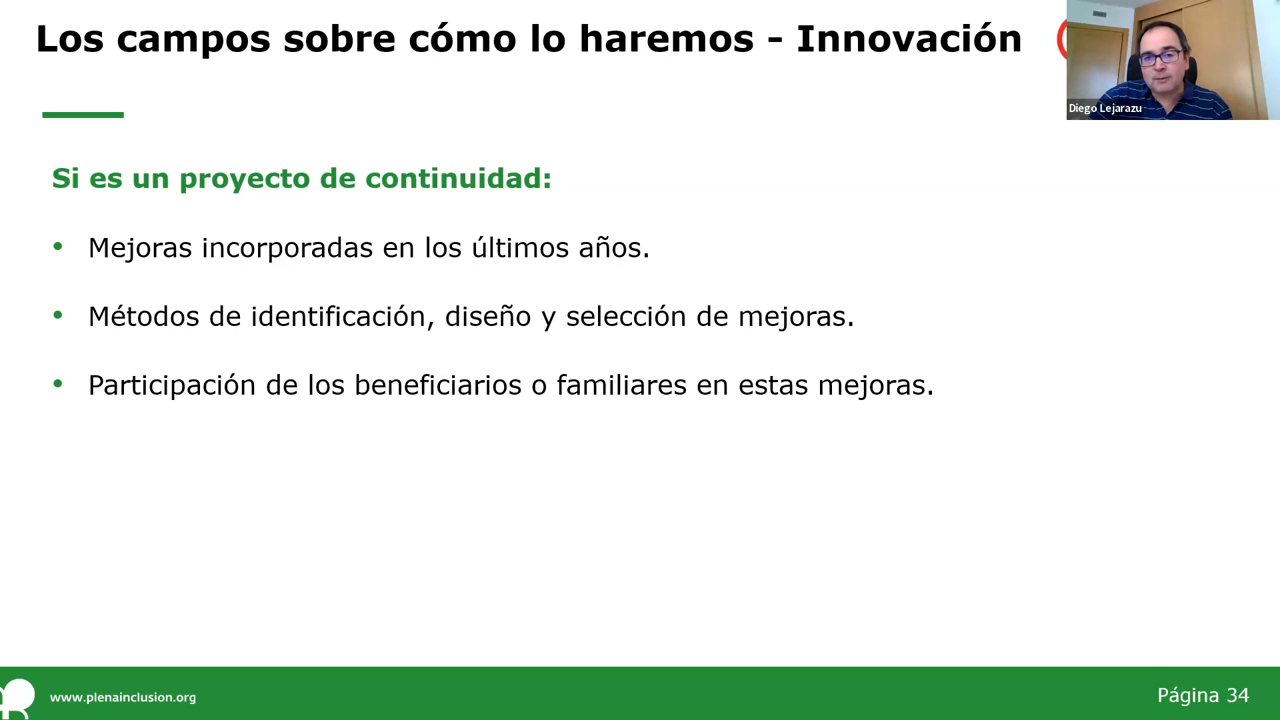 Los campos sobre cómo lo haremos - Innovación
Diego Lejarazu
Si es un proyecto de continuidad:
• Mejoras incorporadas en los últimos años.
• Métodos de identificación, diseño y selección de mejoras.
• Participación de los beneficiarios o familiares en estas mejoras.
www.plenainclusion.org
Página 34